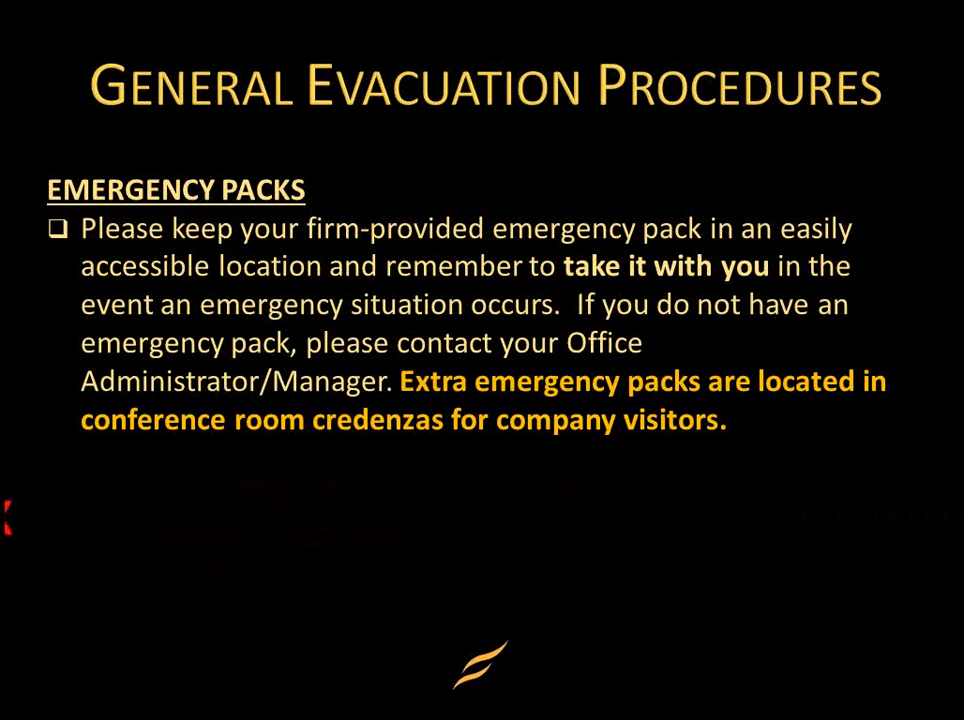 GENERAL EVACUATION PROCEDURES
EMERGENCY PACKS
❑ Please keep your firm-provided emergency pack in an easily
accessible location and remember to take it with you in the
event an emergency situation occurs.  If you do not have an
emergency pack, please contact your Office
Administrator/Manager. Extra emergency packs are located in
conference room credenzas for company visitors.